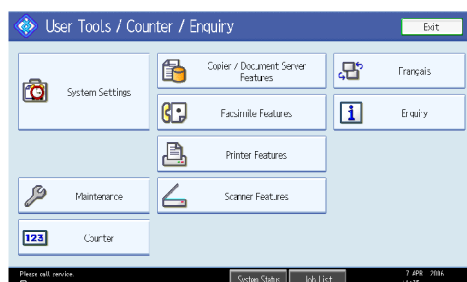 User Tools / Counter / Enquiry
Exit
System Settings
Copier / Document Server
Features
Français
Facsimile Features
Enquiry
Printer Features
Maintenance
Scanner Features
Counter
Please call service.
System Status
Job List
7 APR 2006